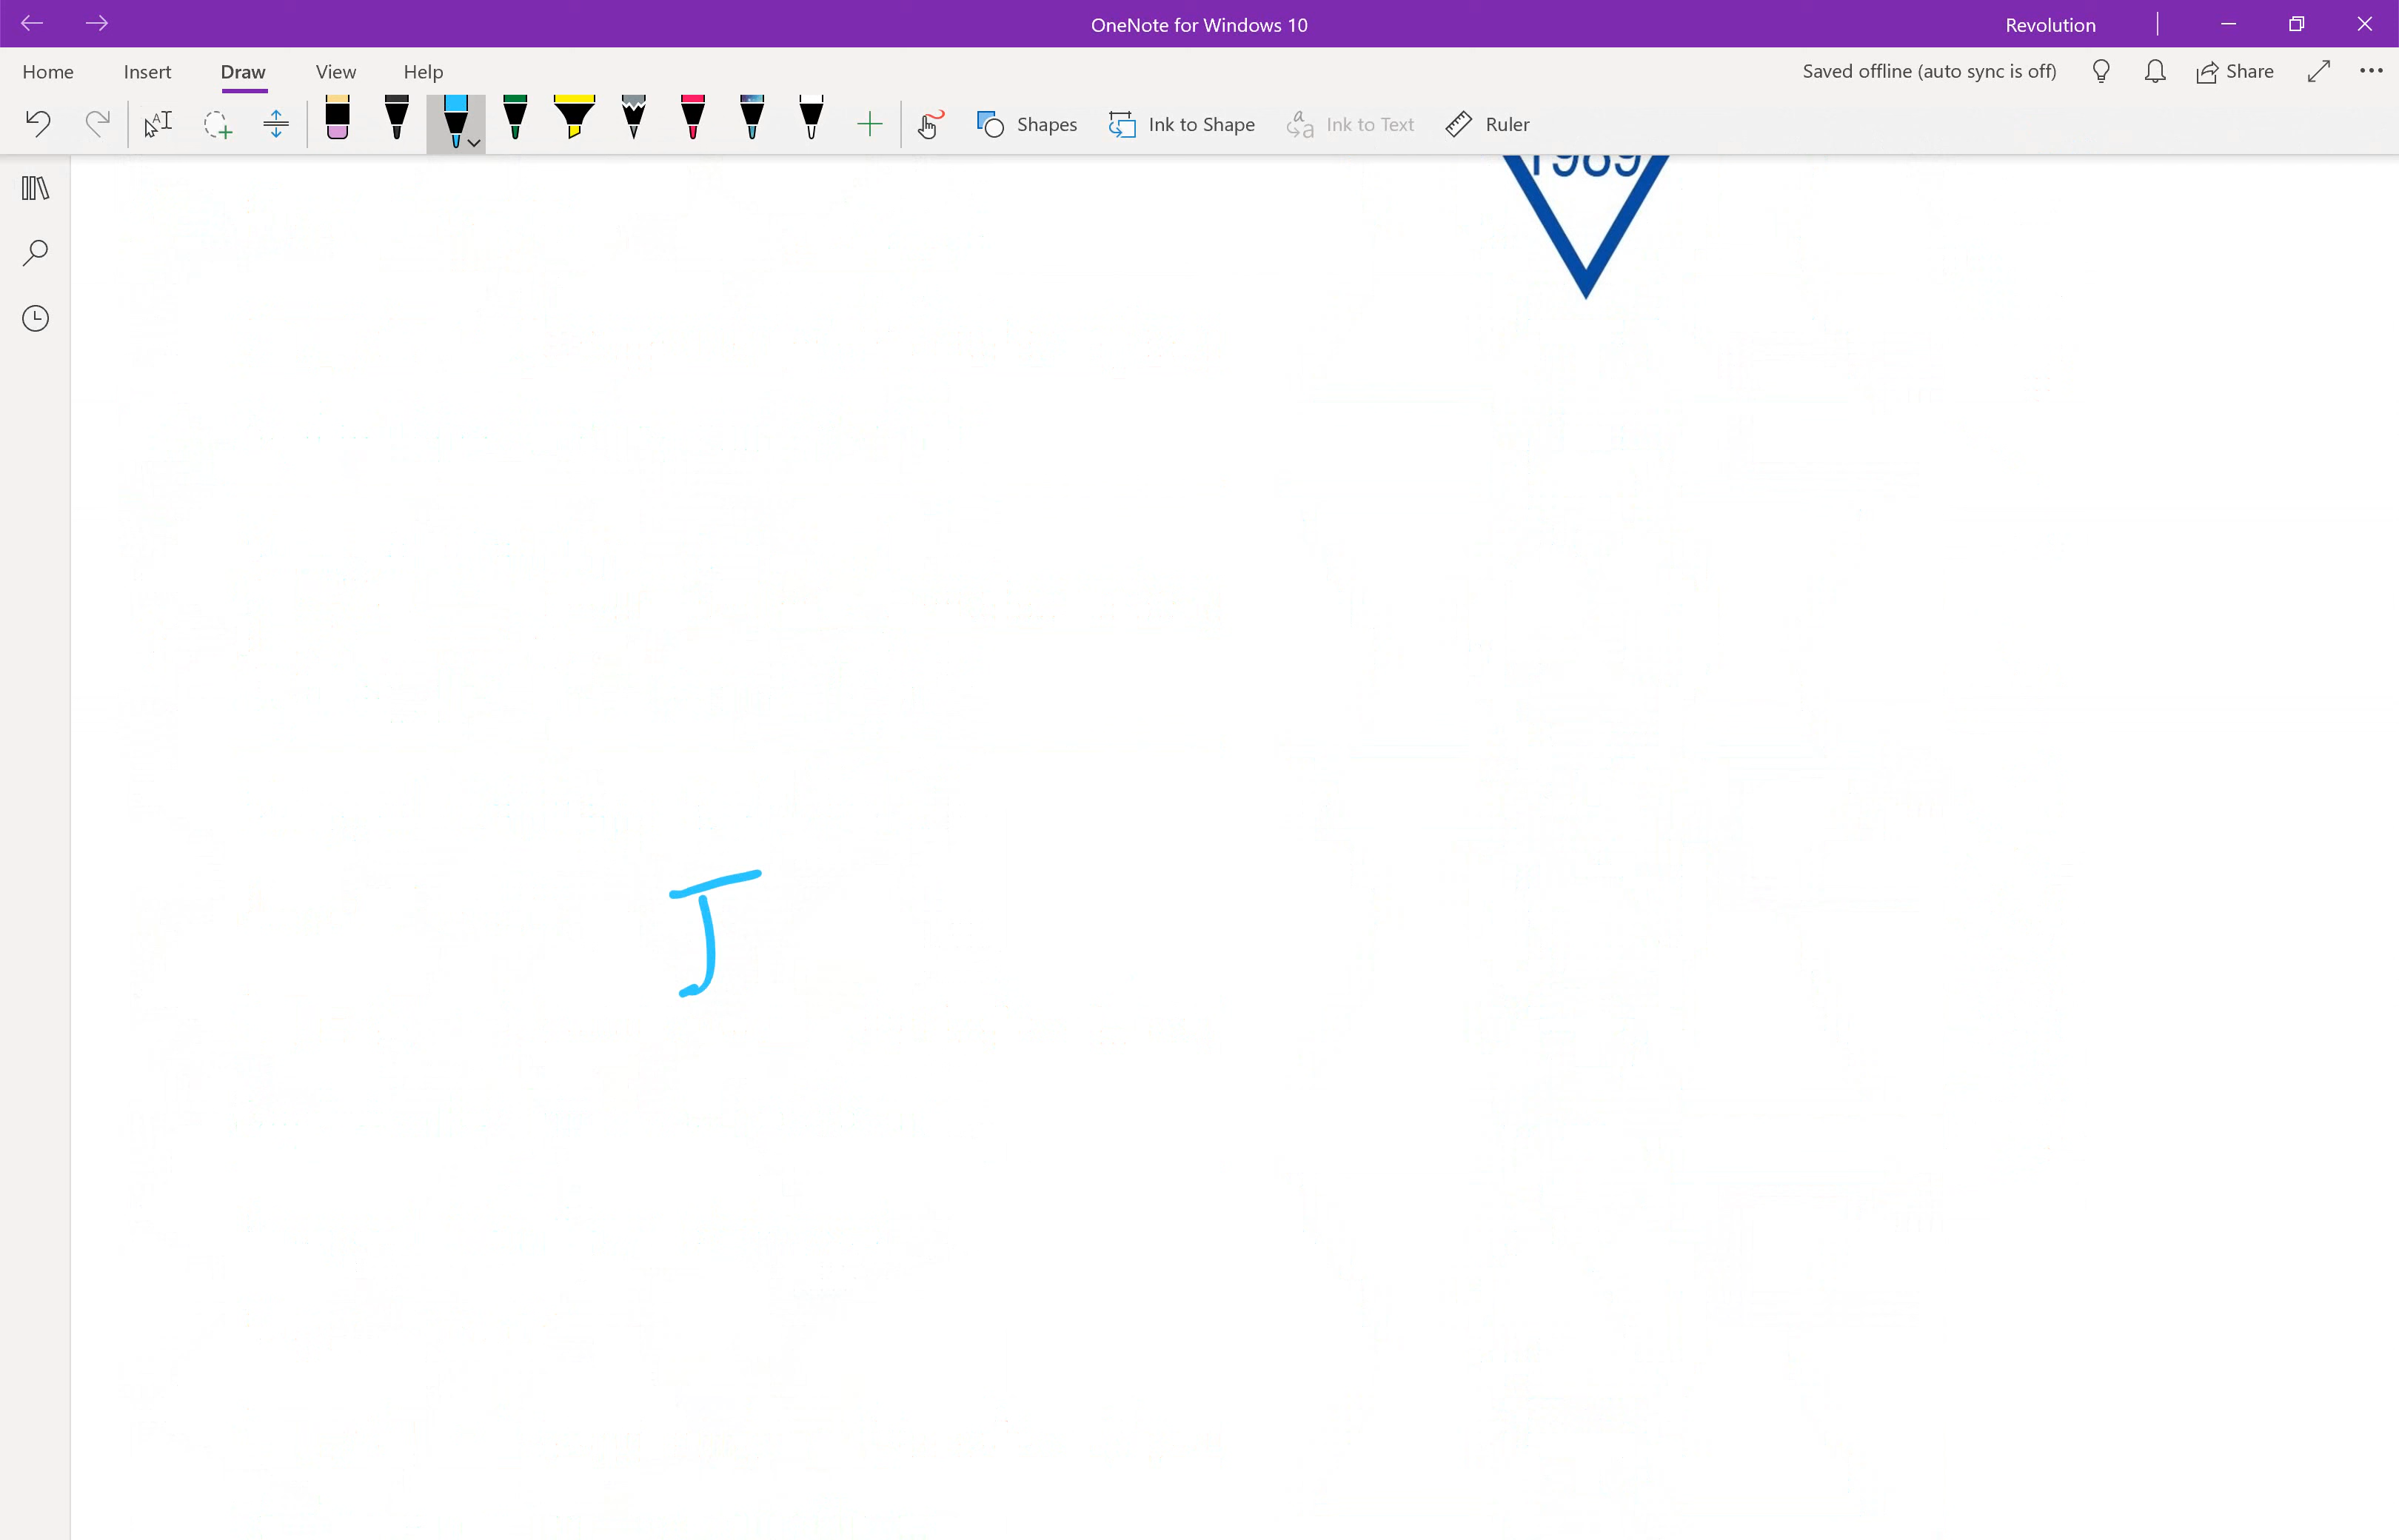 OneNote for Windows 10
Revolution
Home Insert Draw View Help
Saved offline (auto sync is off) Share
Shapes Ink to Shape Ink to Text Ruler
1989
J